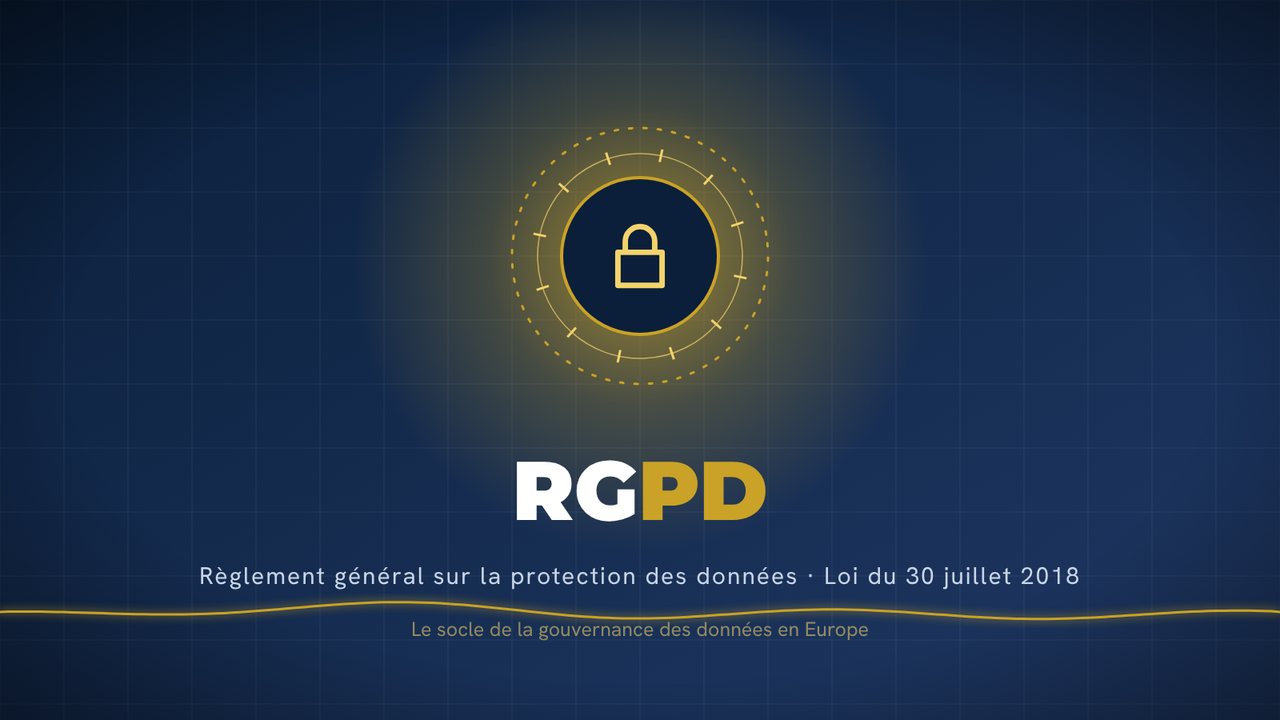 RGPD
Règlement général sur la protection des données · Loi du 30 juillet 2018
Le socle de la gouvernance des données en Europe